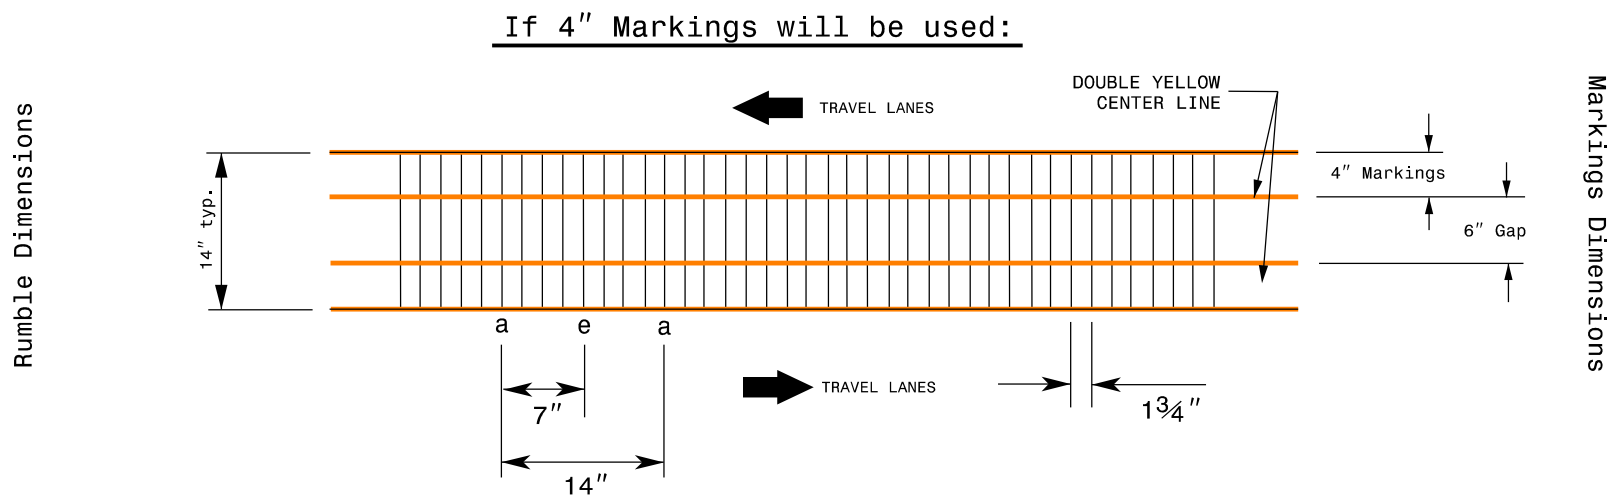 If 4" Markings will be used:
DOUBLE YELLOW
CENTER LINE
TRAVEL LANES
Rumble Dimensions
14" typ.
4" Markings
6" Gap
Markings Dimensions
a e a
TRAVEL LANES
7"
1¾"
14"